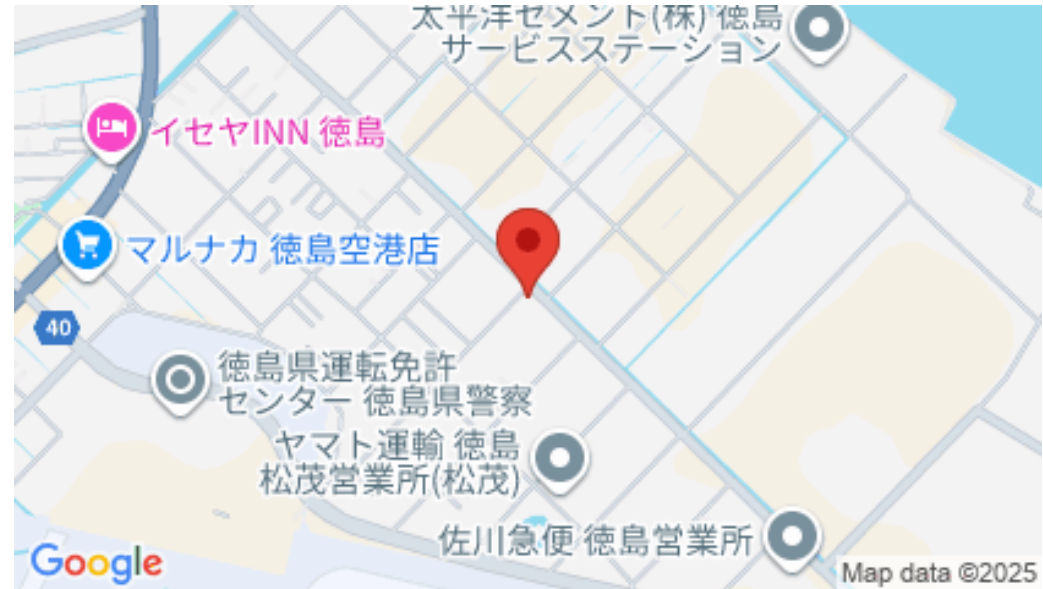 太平洋セメント(株) 徳島
サービスステーション
イセヤINN 徳島
マルナカ 徳島空港店
40
徳島県運転免許
センター 徳島県警察
ヤマト運輸 徳島
松茂営業所(松茂)
佐川急便 徳島営業所
Google
Map data ©2025